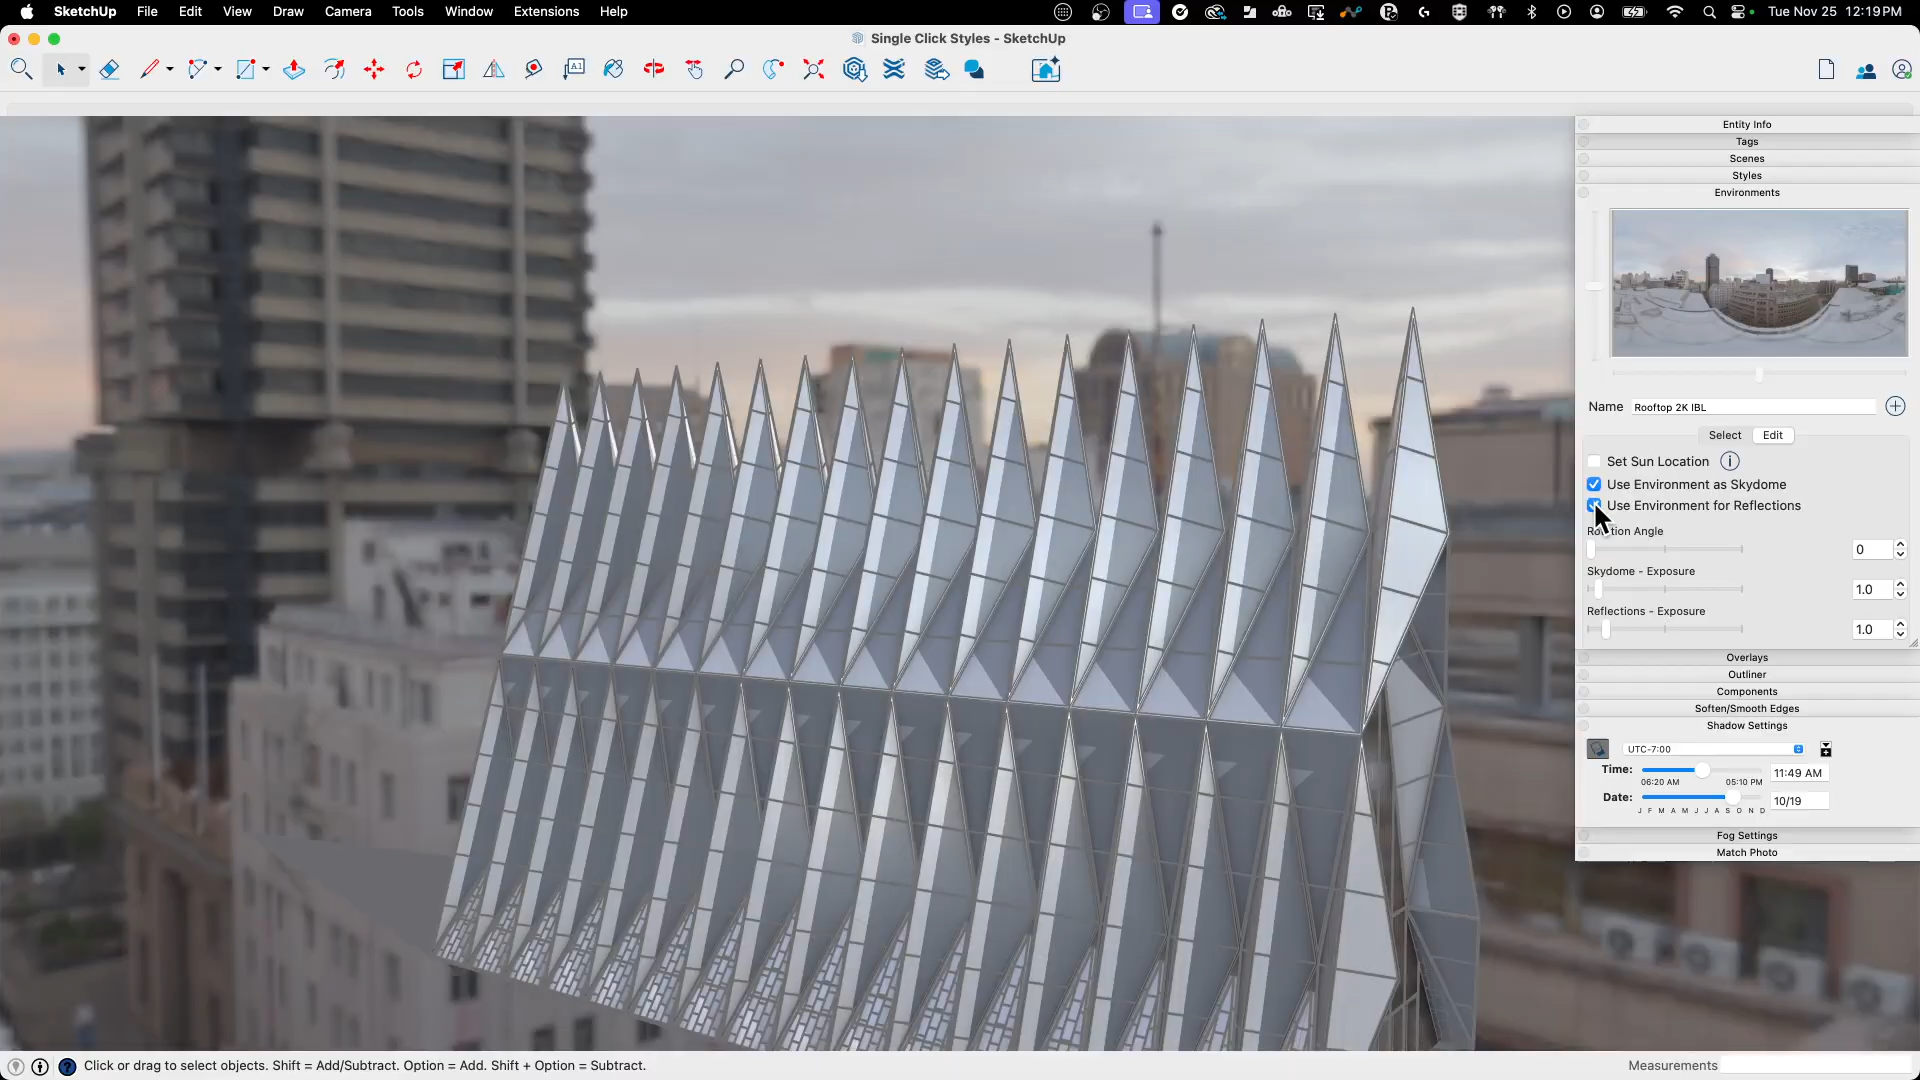 SketchUp File Edit View Draw Camera Tools Window Extensions Help Tue Nov 25 12:19 PM
Single Click Styles - SketchUp
A1
Entity Info
Tags
Scenes
Styles
Environments
Name Rooftop 2K IBL
Select Edit
Set Sun Location
Use Environment as Skydome
Use Environment for Reflections
tion Angle
0
Skydome - Exposure
1.0
Reflections - Exposure
1.0
Overlays
Outliner
Components
Soften/Smooth Edges
Shadow Settings
UTC-7:00
Time: 11:49 AM
06:20 AM 05:10 PM
Date: 10/19
J F M A M J J A S O N D
Fog Settings
Match Photo
Click or drag to select objects. Shift = Add/Subtract. Option = Add. Shift + Option = Subtract. Measurements